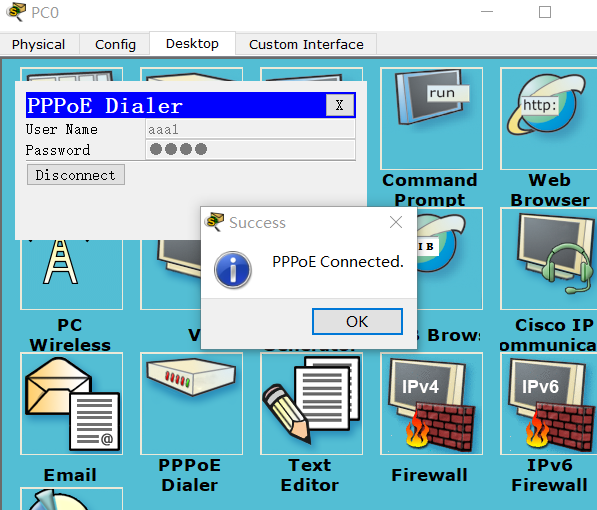 PC0
Physical
Config
Desktop
Custom Interface
PPPoE Dialer
X
User Name
aaa1
Password
Disconnect
run
Command
Prompt
http:
Web
Browser
Success
PPPoE Connected.
OK
PC
Wireless
V
I B
Brows
Cisco IP
ommunica
IPv4
IPv6
@
Email
PPPoE
Dialer
Text
Editor
Firewall
IPv6
Firewall